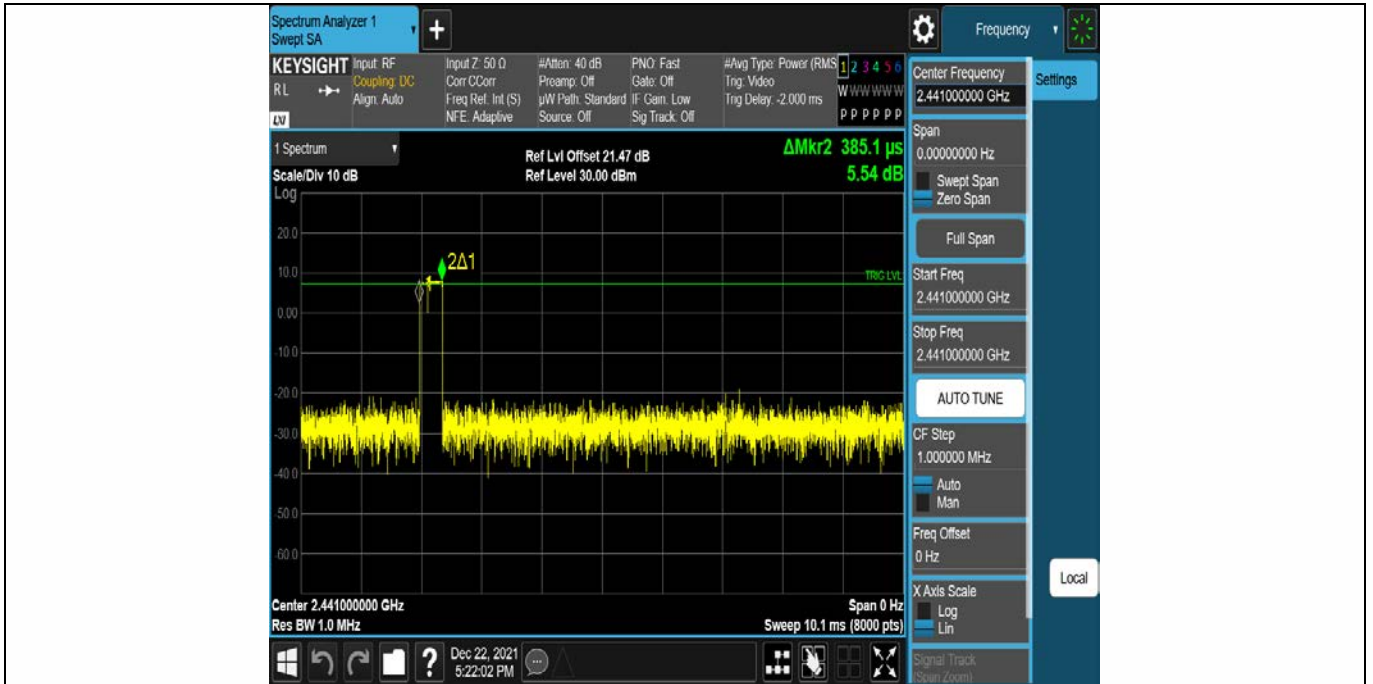 Spectrum Analyzer 1
Swept SA
+
Frequency
KEYSIGHT
RL
LV
Input: RF
Coupling: DC
Align: Auto
Input Z: 50 Ω
Corr CCorr
Freq Ref: Int (S)
NFE: Adaptive
#Atten: 40 dB
Preamp: Off
µW Path: Standard
Source: Off
PNO: Fast
Gate: Off
IF Gain: Low
Sig Track: Off
#Avg Type: Power (RMS
Trig: Video
Trig Delay: -2.000 ms
1 2 3 4 5 6
W W W W W W
P P P P P P
1 Spectrum
Scale/Div 10 dB
Log
Ref Lvl Offset 21.47 dB
Ref Level 30.00 dBm
ΔMkr2 385.1 µs
5.54 dB
20.0
10.0
0.00
-10.0
-20.0
-30.0
-40.0
-50.0
-60.0
2Δ1
TRIG LVL
Center 2.441000000 GHz
Res BW 1.0 MHz
Span 0 Hz
Sweep 10.1 ms (8000 pts)
Center Frequency
2.441000000 GHz
Settings
Span
0.00000000 Hz
Swept Span
Zero Span
Full Span
Start Freq
2.441000000 GHz
Stop Freq
2.441000000 GHz
AUTO TUNE
CF Step
1.000000 MHz
Auto
Man
Freq Offset
0 Hz
X Axis Scale
Log
Lin
Signal Track
(Span Zoom)
Local
?
Dec 22, 2021
5:22:02 PM